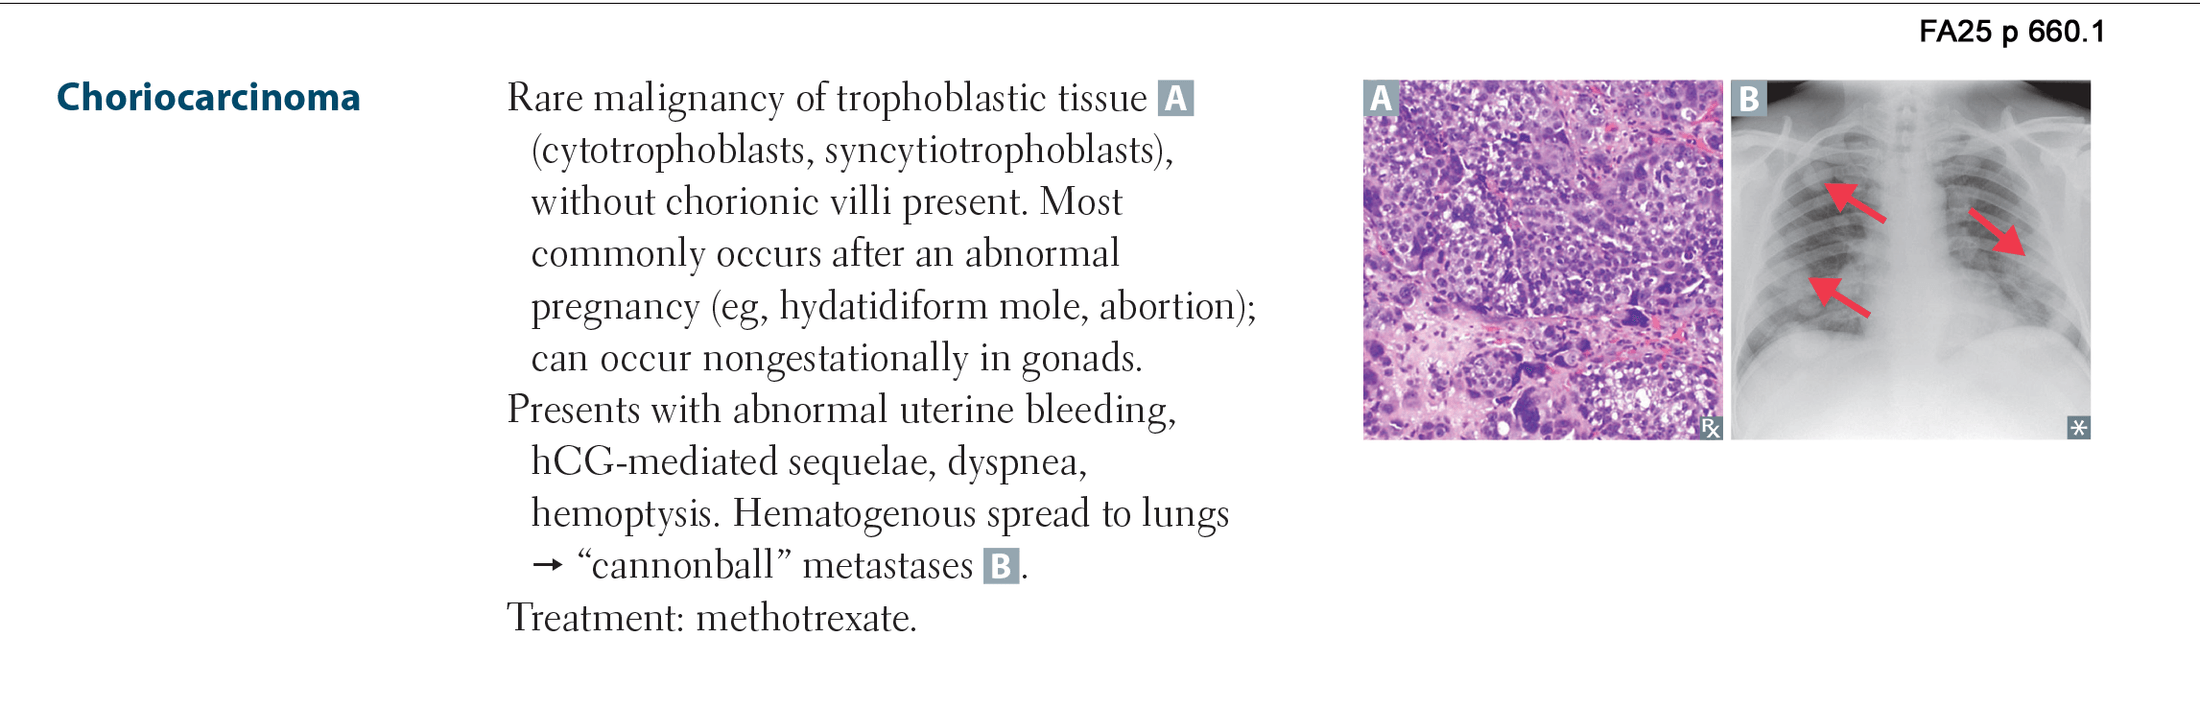 FA25 p 660.1
Choriocarcinoma
Rare malignancy of trophoblastic tissue A
(cytotrophoblasts, syncytiotrophoblasts),
without chorionic villi present. Most
commonly occurs after an abnormal
pregnancy (eg, hydatidiform mole, abortion);
can occur nongestationally in gonads.
Presents with abnormal uterine bleeding,
hCG-mediated sequelae, dyspnea,
hemoptysis. Hematogenous spread to lungs
→ “cannonball” metastases B.
Treatment: methotrexate.
A
B
℞
*